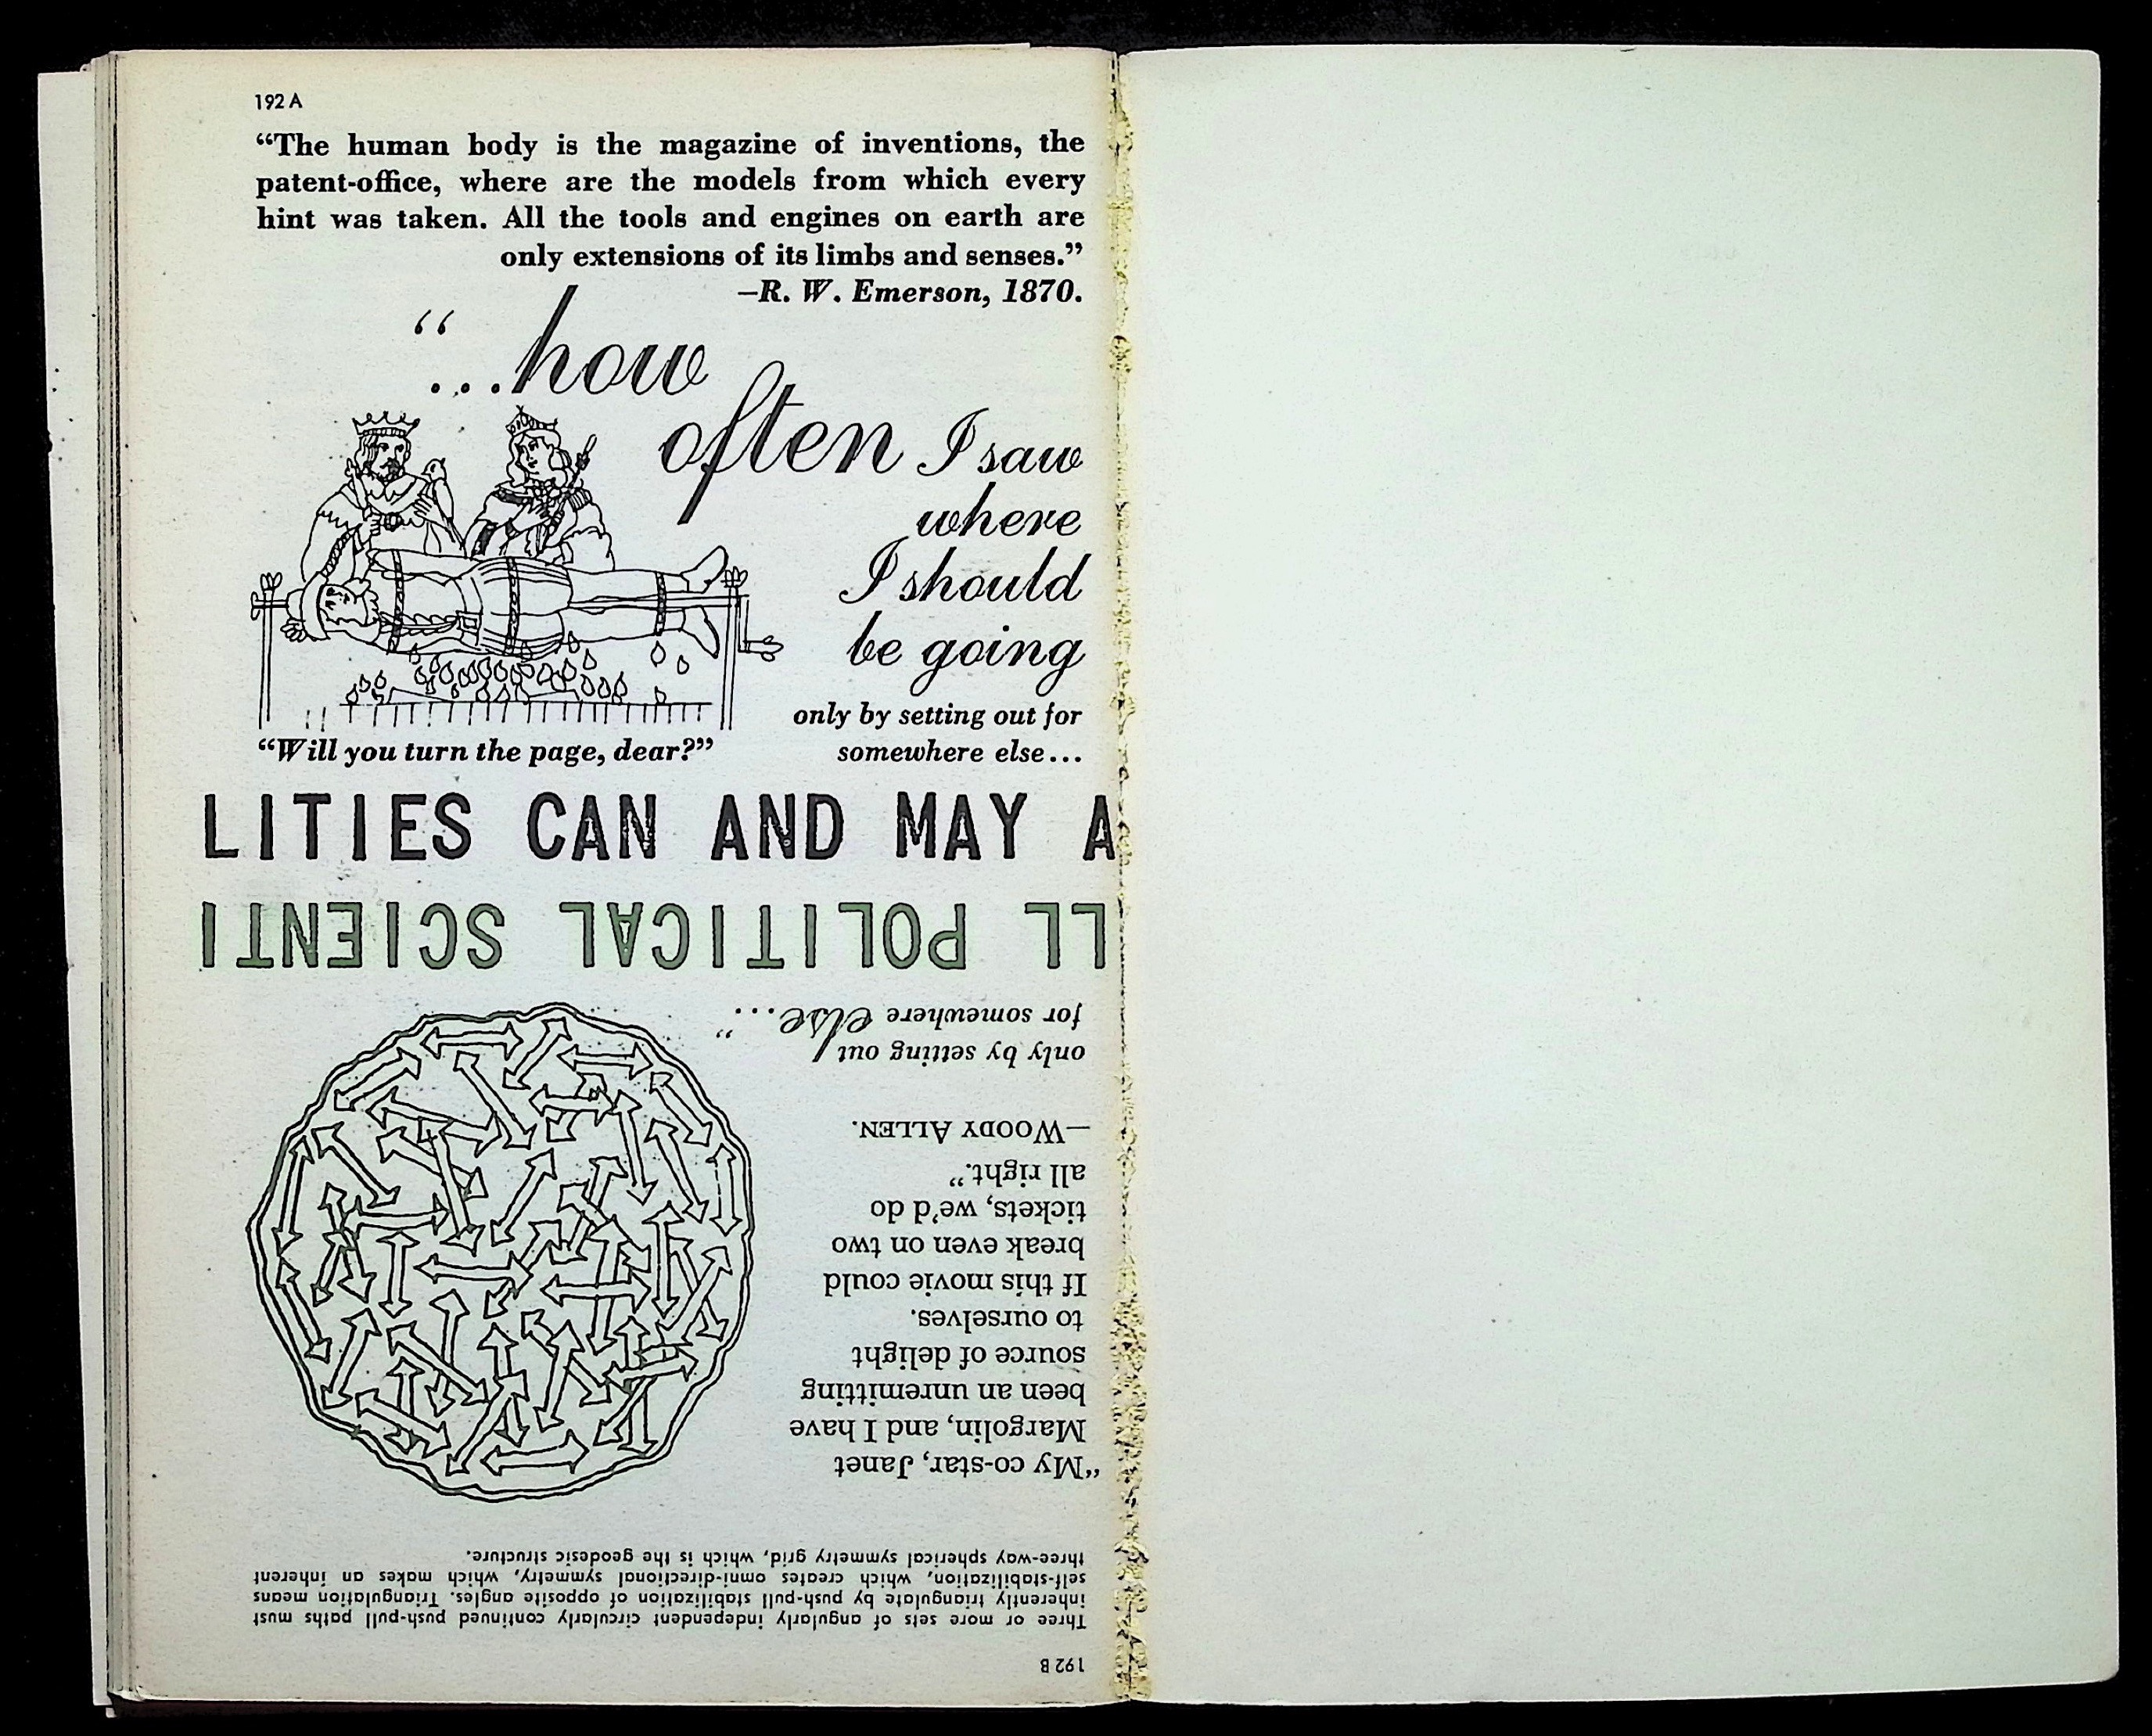 192 A
“The human body is the magazine of inventions, the
patent-office, where are the models from which every
hint was taken. All the tools and engines on earth are
only extensions of its limbs and senses.”
—R. W. Emerson, 1870.
“...how
often I saw
where
I should
be going
only by setting out for
somewhere else...
“Will you turn the page, dear?”
LITIES CAN AND MAY A
192 B
Three or more sets of angularly independent circularly continued push-pull paths must
inherently triangulate by push-pull stabilization of opposite angles. Triangulation means
self-stabilization, which creates omni-directional symmetry, which makes an inherent
three-way spherical symmetry grid, which is the geodesic structure.
“My co-star, Janet
Margolin, and I have
been an unremitting
source of delight
to ourselves.
If this movie could
break even on two
tickets, we’d do
all right.”
—WOODY ALLEN.
only by setting out
for somewhere else...”
LL POLITICAL SCIENTI